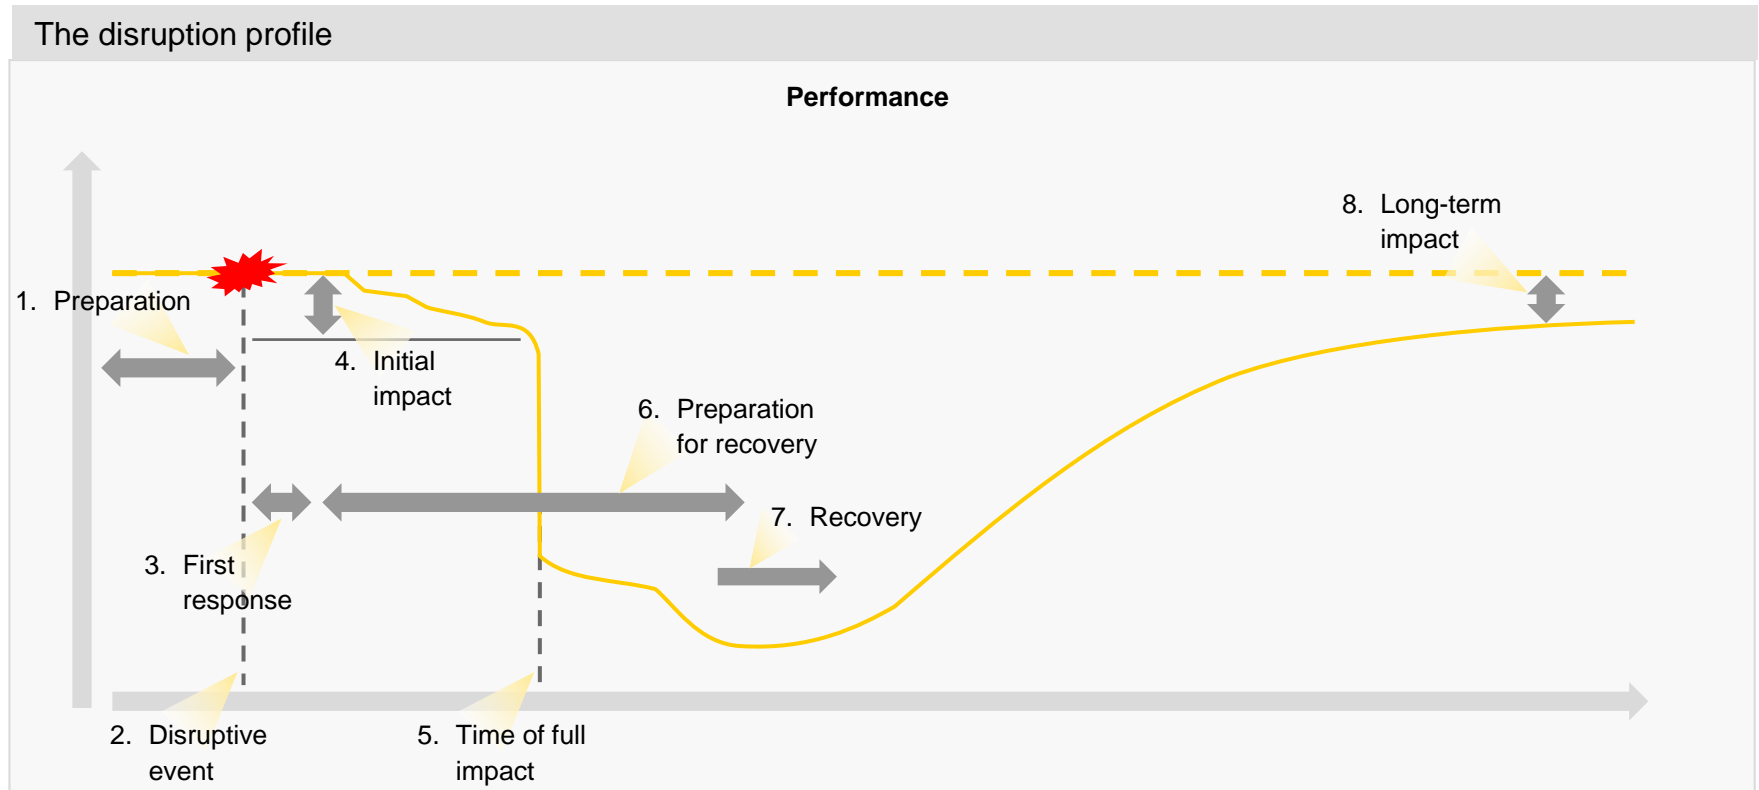 The disruption profile
Performance
1. Preparation
2. Disruptive
event
3. First
response
4. Initial
impact
5. Time of full
impact
6. Preparation
for recovery
7. Recovery
8. Long-term
impact